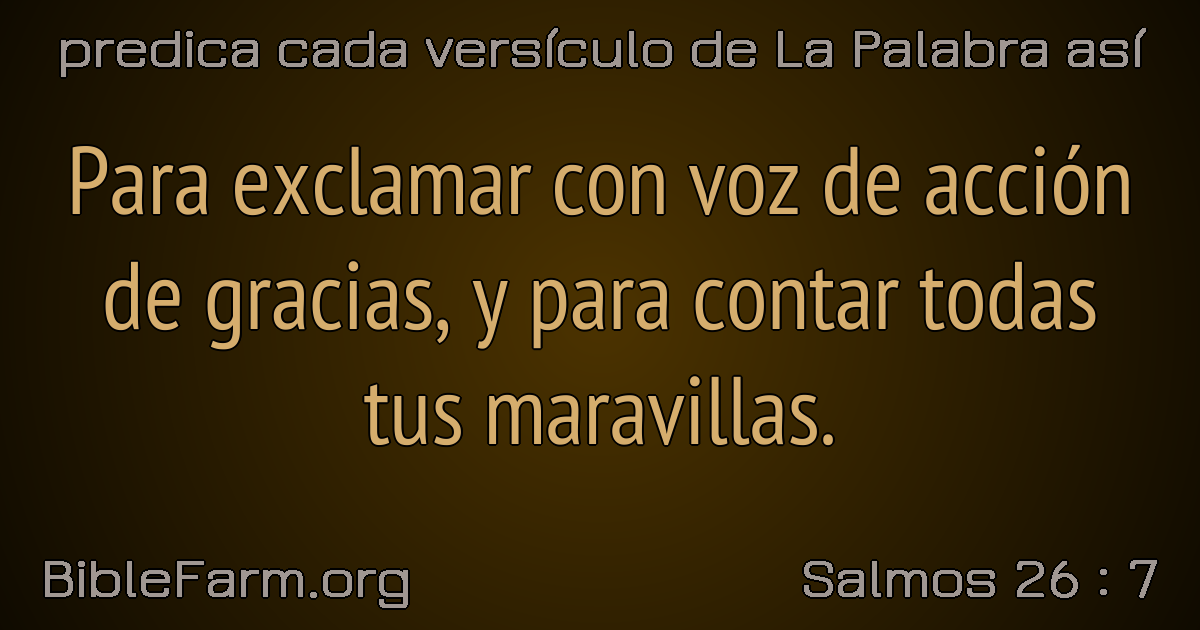 predica cada versículo de La Palabra así
Para exclamar con voz de acción
de gracias, y para contar todas
tus maravillas.
BibleFarm.org
Salmos 26 : 7